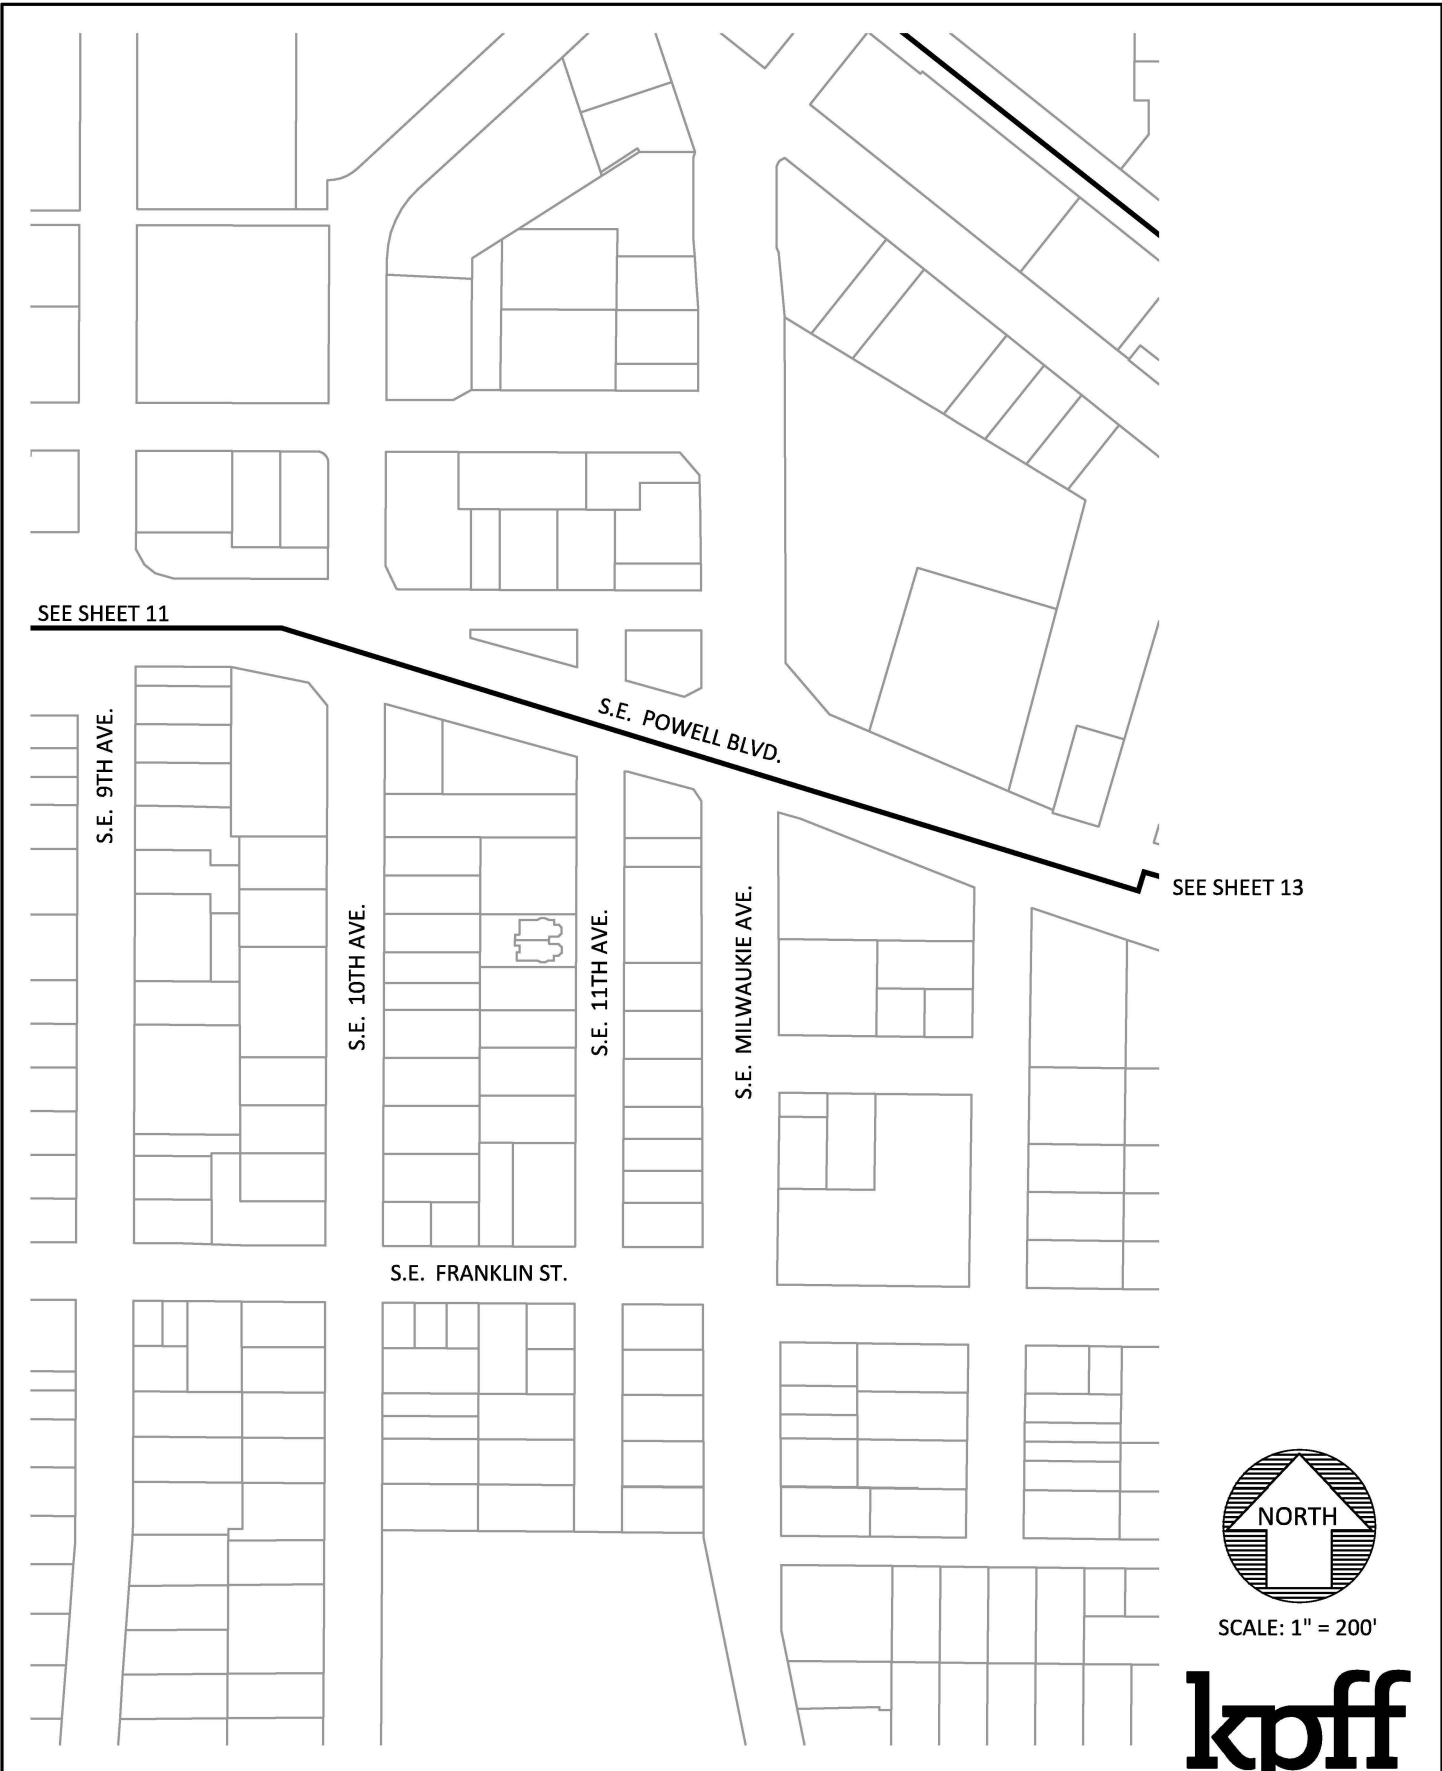 SEE SHEET 11
S.E. POWELL BLVD.
S.E. 9TH AVE.
SEE SHEET 13
S.E. 10TH AVE.
S.E. 11TH AVE.
S.E. MILWAUKIE AVE.
S.E. FRANKLIN ST.
NORTH
SCALE: 1" = 200'
kpff